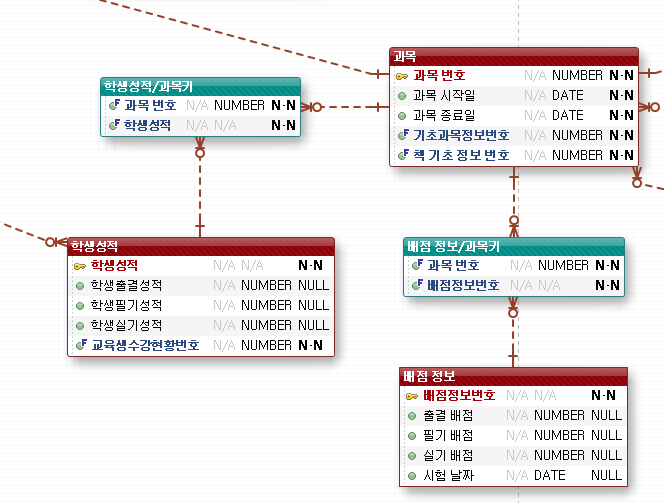 과목
과목 번호 N/A NUMBER N-N
과목 시작일 N/A DATE N-N
과목 종료일 N/A DATE N-N
기초과목정보번호 N/A NUMBER N-N
책 기초 정보 번호 N/A NUMBER N-N
학생성적/과목키
F 과목 번호 N/A NUMBER N-N
F 학생성적 N/A N/A N-N
학생성적
학생성적 N/A N/A N-N
학생출결성적 N/A NUMBER NULL
학생필기성적 N/A NUMBER NULL
학생실기성적 N/A NUMBER NULL
F 교육생수강현황번호 N/A NUMBER N-N
배점 정보/과목키
F 과목 번호 N/A NUMBER N-N
F 배점정보번호 N/A N/A N-N
배점 정보
배점정보번호 N/A N/A N-N
출결 배점 N/A NUMBER NULL
필기 배점 N/A NUMBER NULL
실기 배점 N/A NUMBER NULL
시험 날짜 N/A DATE NULL